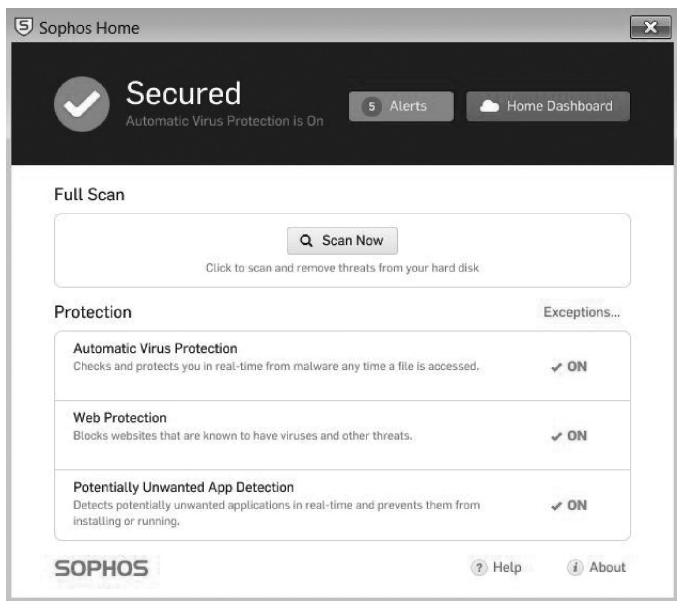 Sophos Home
Secured
Automatic Virus Protection is On
5 Alerts
Home Dashboard
Full Scan
Scan Now
Click to scan and remove threats from your hard disk
Protection
Exceptions...
Automatic Virus Protection
Checks and protects you in real-time from malware any time a file is accessed.
ON
Web Protection
Blocks websites that are known to have viruses and other threats.
ON
Potentially Unwanted App Detection
Detects potentially unwanted applications in real-time and prevents them from
installing or running.
ON
SOPHOS
? Help
i About